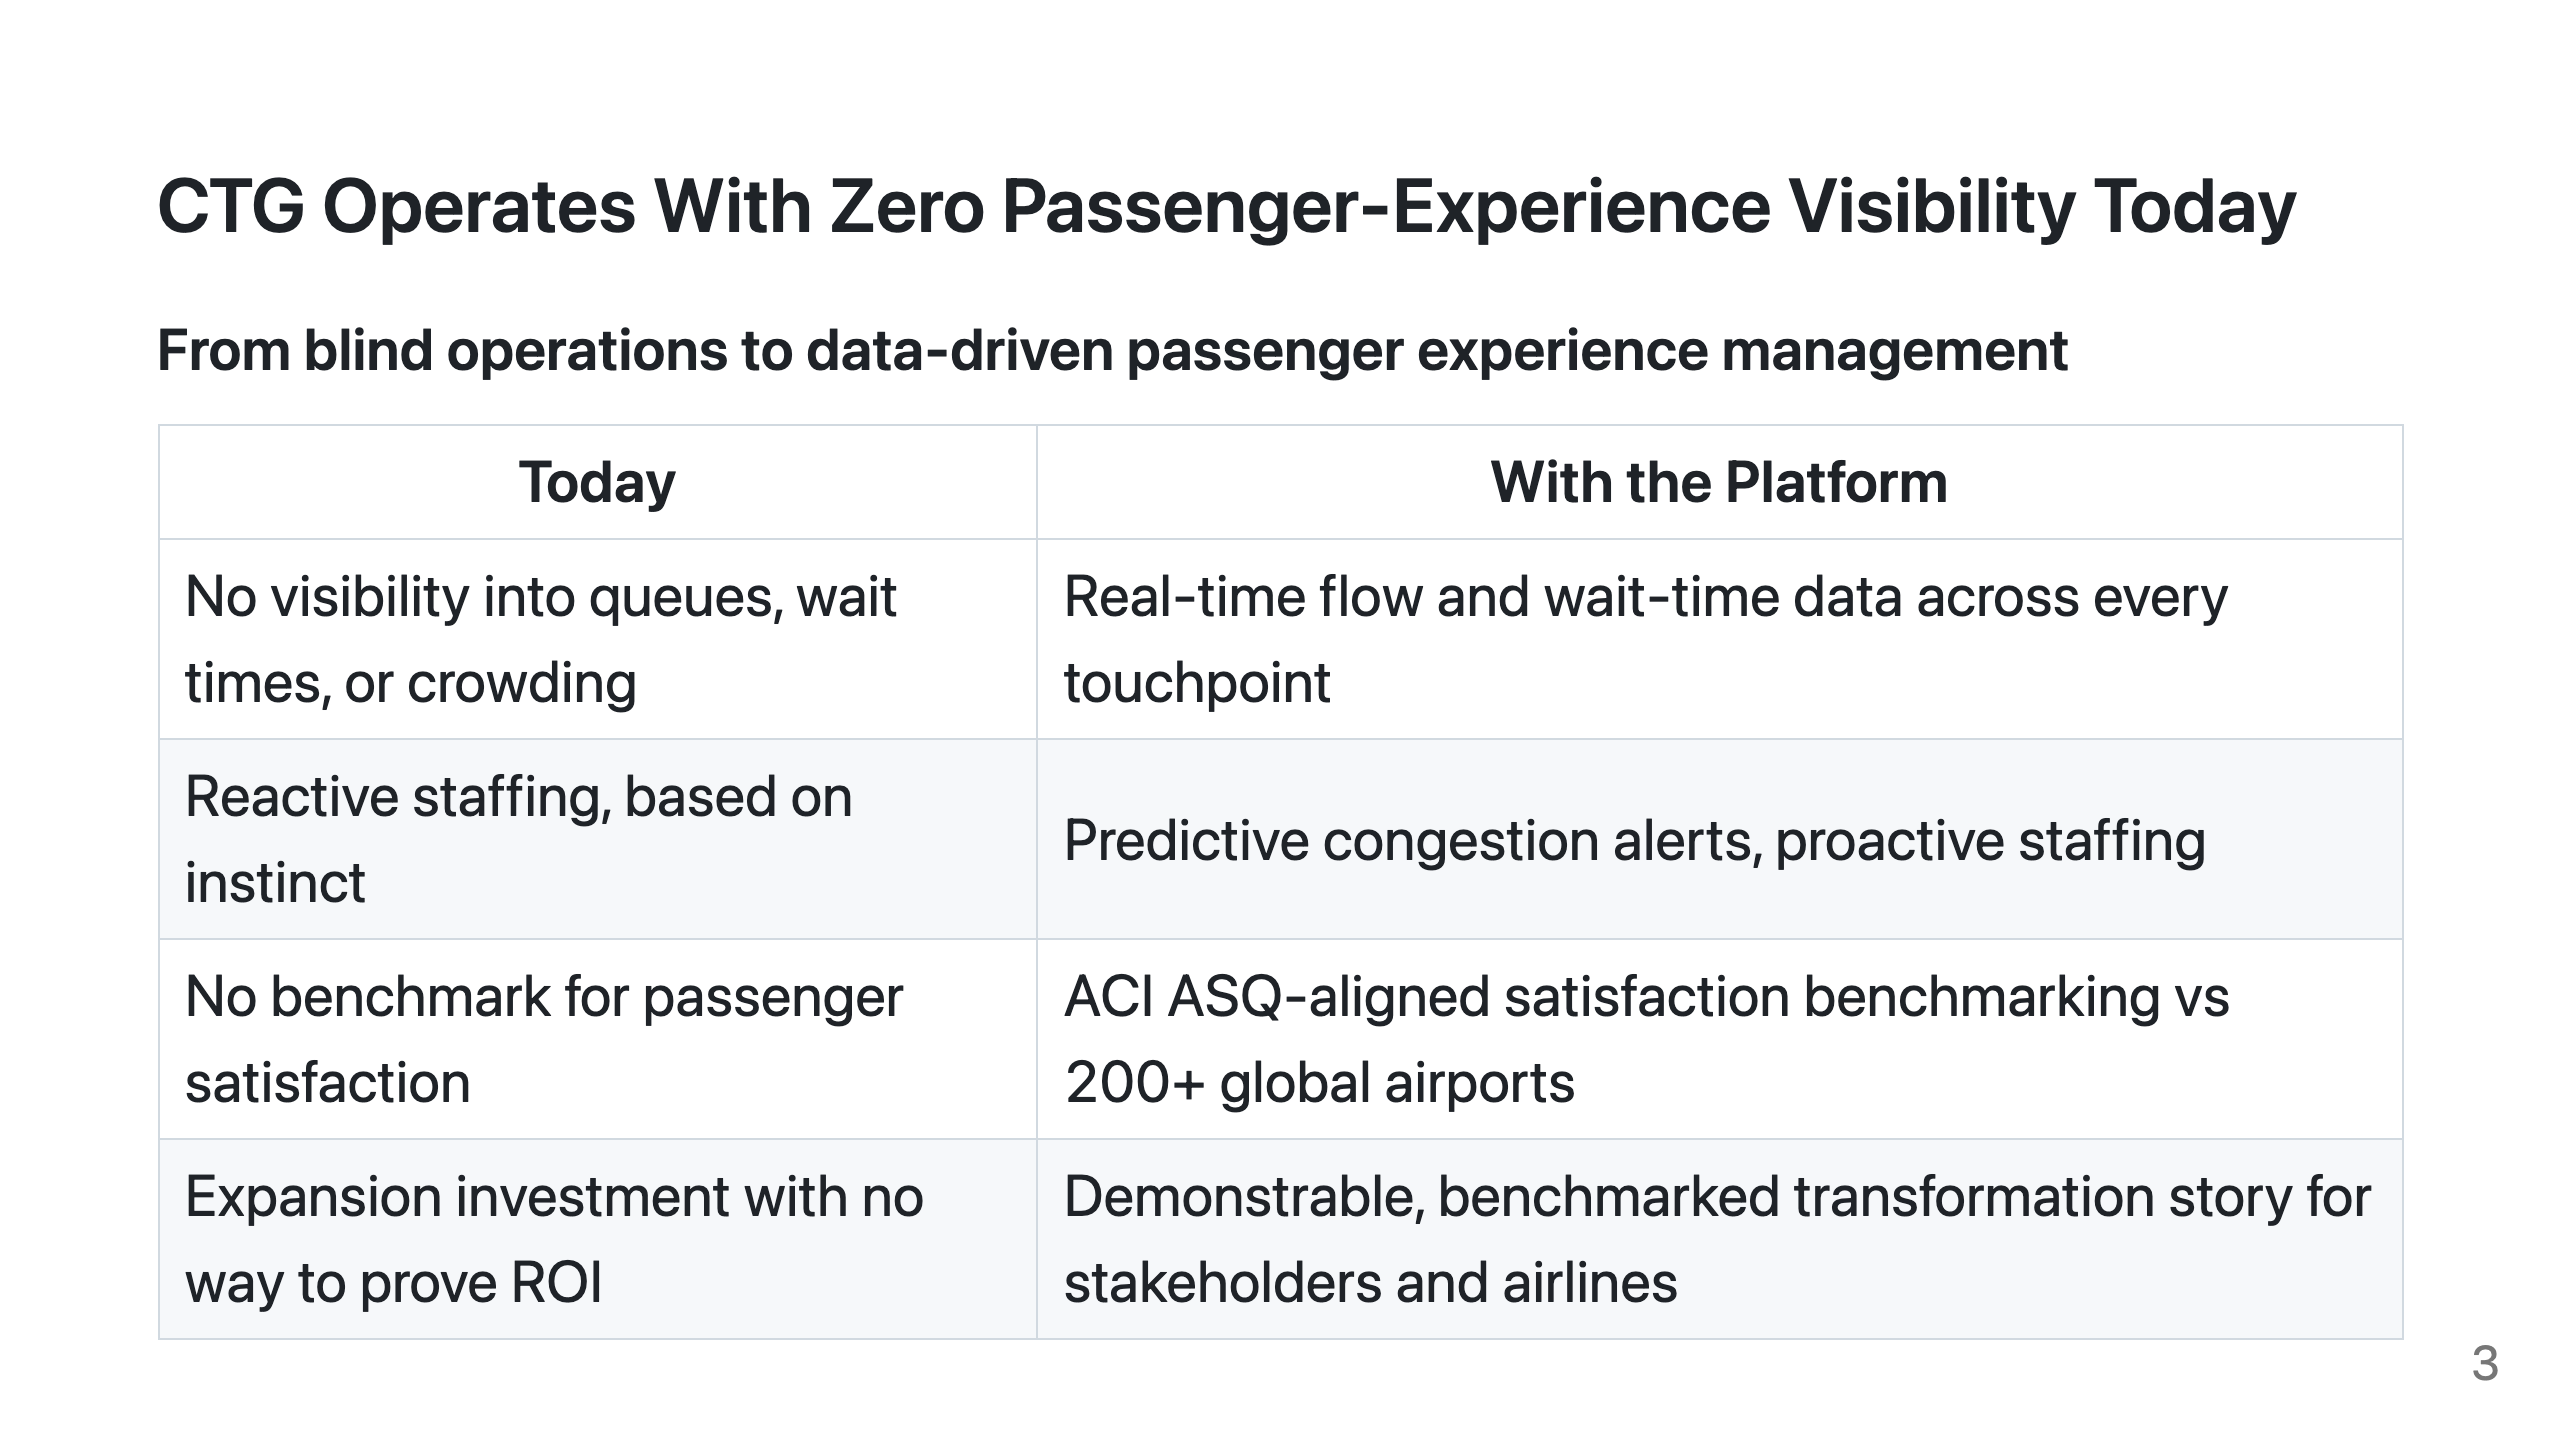 CTG Operates With Zero Passenger-Experience Visibility Today
From blind operations to data-driven passenger experience management
Today
With the Platform
No visibility into queues, wait
times, or crowding
Real-time flow and wait-time data across every
touchpoint
Reactive staffing, based on
instinct
Predictive congestion alerts, proactive staffing
No benchmark for passenger
satisfaction
ACI ASQ-aligned satisfaction benchmarking vs
200+ global airports
Expansion investment with no
way to prove ROI
Demonstrable, benchmarked transformation story for
stakeholders and airlines
3